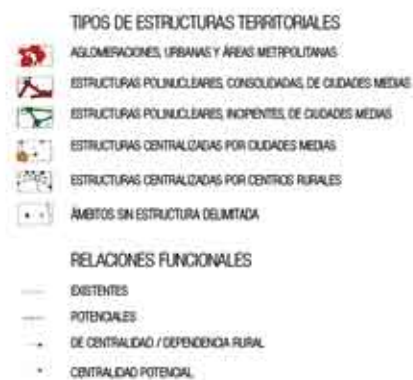 TIPOS DE ESTRUCTURAS TERRITORIALES
AGLOMERACIONES, URBANAS Y ÁREAS METRPOLITANAS
ESTRUCTURAS POLINUCLEARES, CONSOLIDADAS, DE CIUDADES MEDIAS
ESTRUCTURAS POLINUCLEARES, INCIPIENTES, DE CIUDADES MEDIAS
ESTRUCTURAS CENTRALIZADAS POR CIUDADES MEDIAS
ESTRUCTURAS CENTRALIZADAS POR CENTROS RURALES
ÁMBITOS SIN ESTRUCTURA DELIMITADA
RELACIONES FUNCIONALES
EXISTENTES
POTENCIALES
DE CENTRALIDAD / DEPENDENCIA RURAL
CENTRALIDAD POTENCIAL